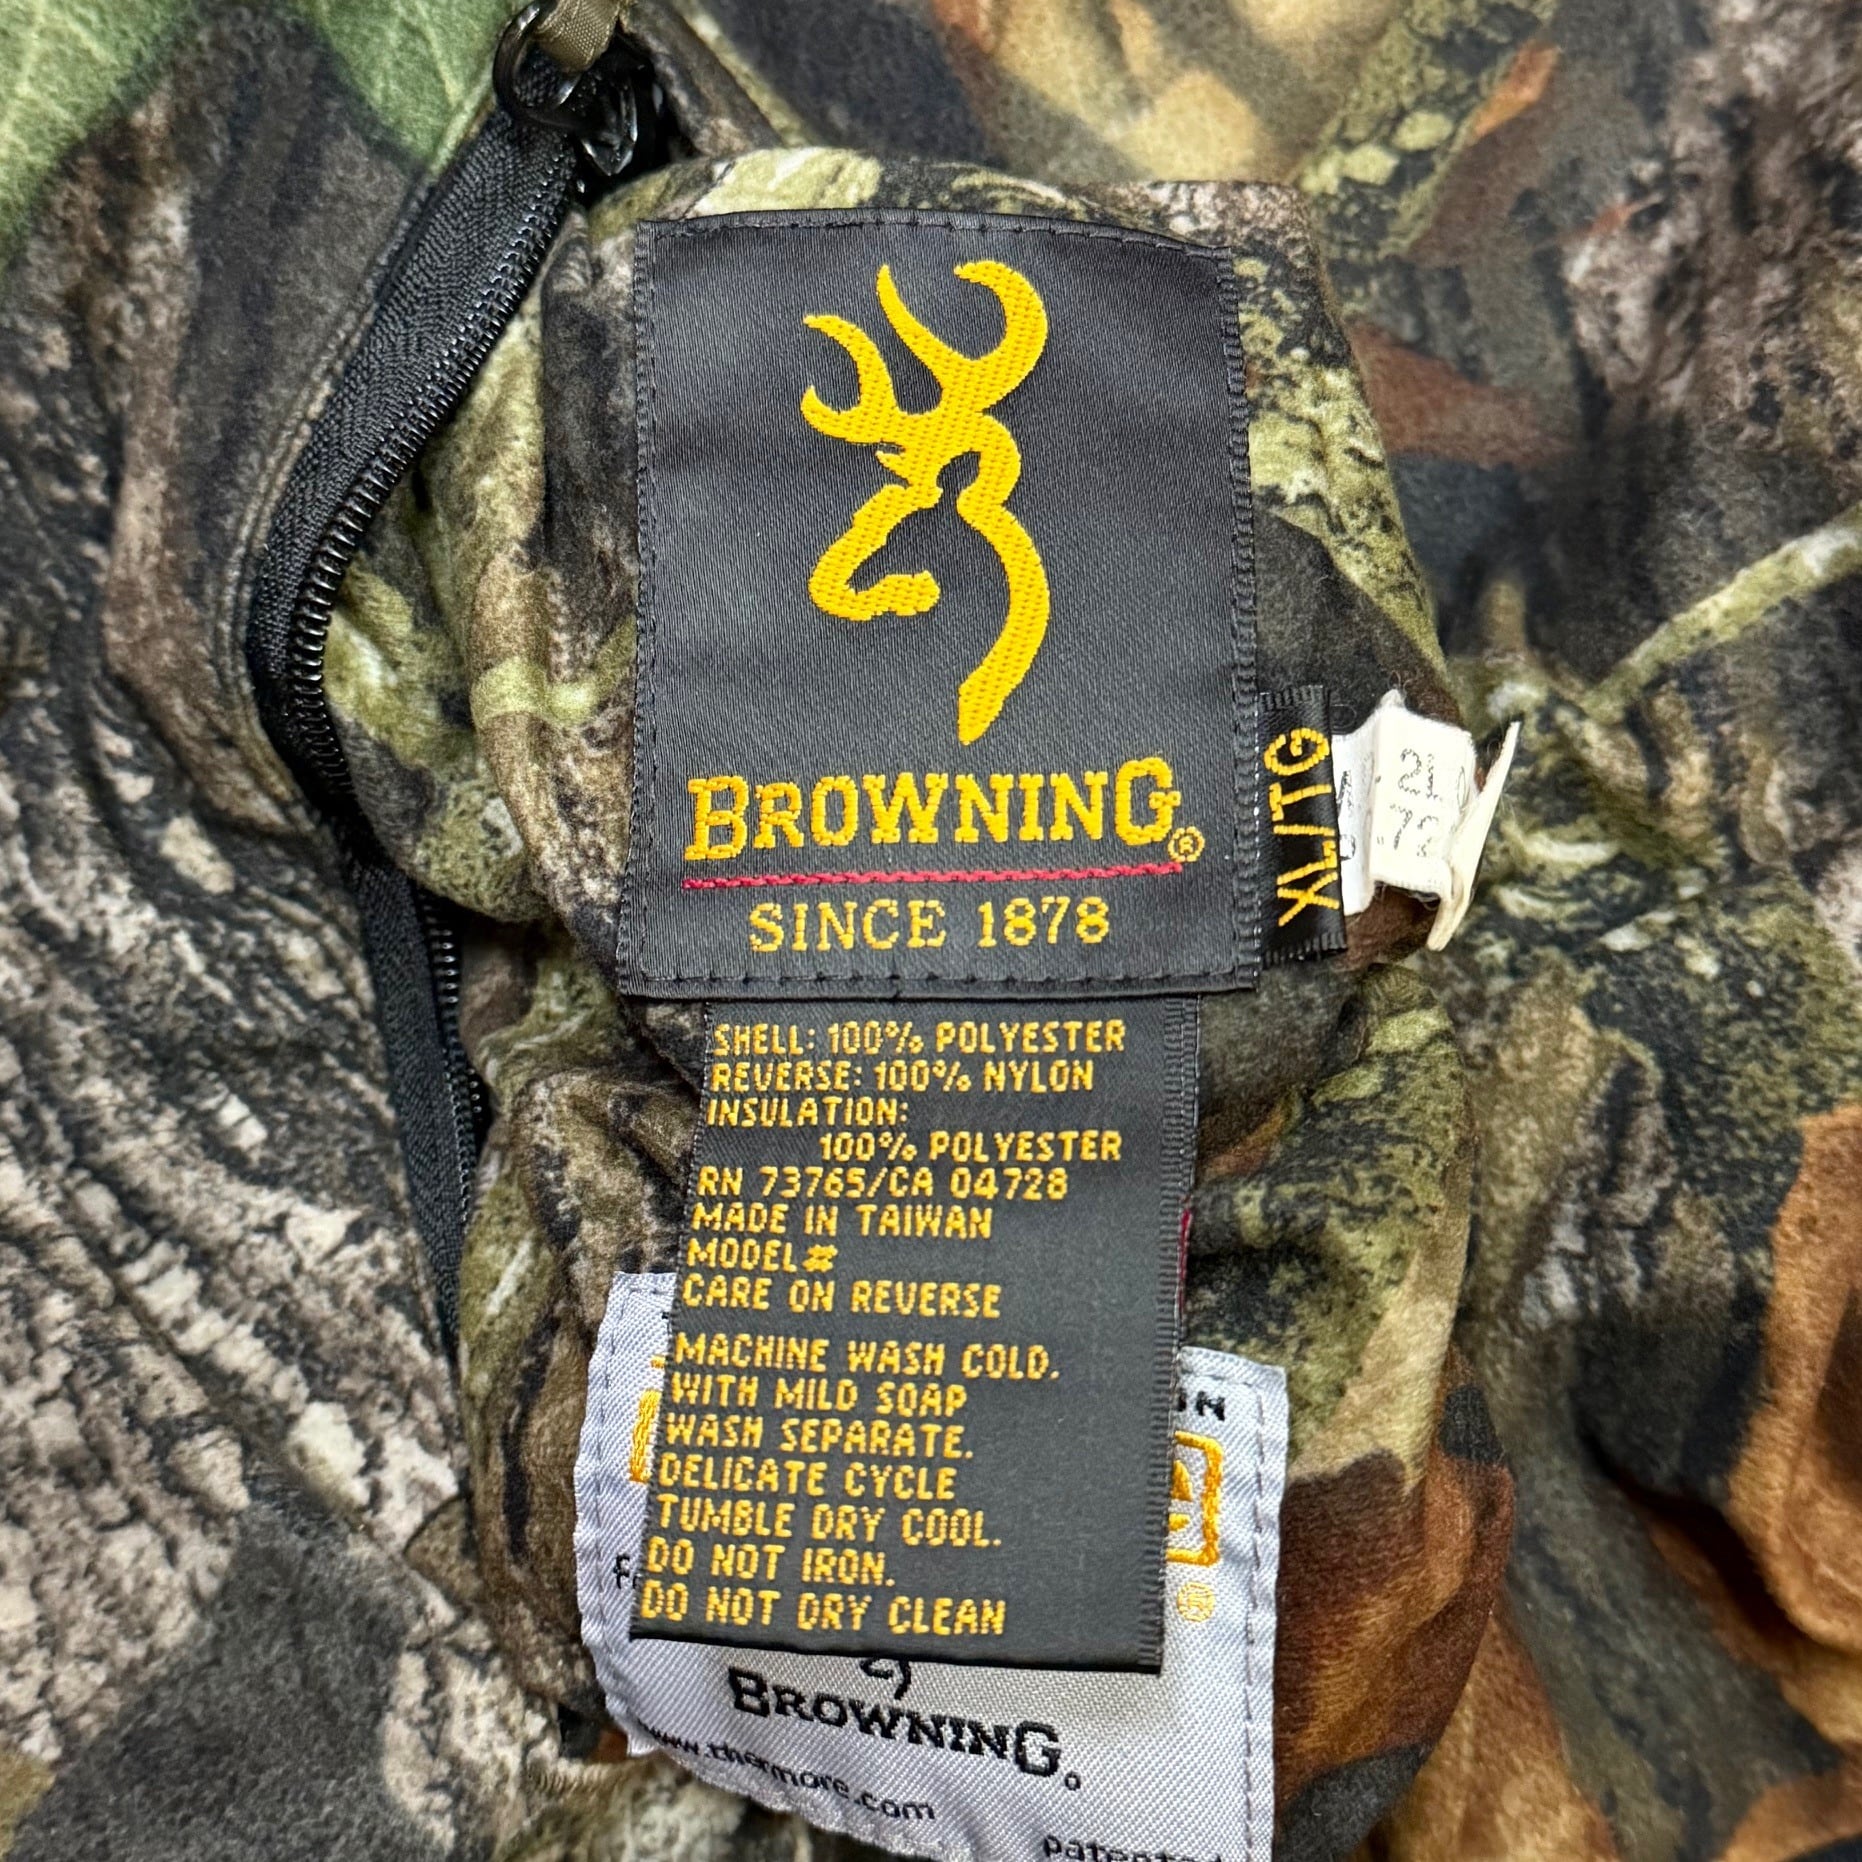 BROWNING®
SINCE 1878
XL/TG
SHELL: 100% POLYESTER
REVERSE: 100% NYLON
INSULATION:
100% POLYESTER
RN 73765/CA 04728
MADE IN TAIWAN
MODEL#
CARE ON REVERSE
MACHINE WASH COLD.
WITH MILD SOAP
WASH SEPARATE.
DELICATE CYCLE
TUMBLE DRY COOL.
DO NOT IRON.
DO NOT DRY CLEAN
BROWNING
www.thermore.com
patented